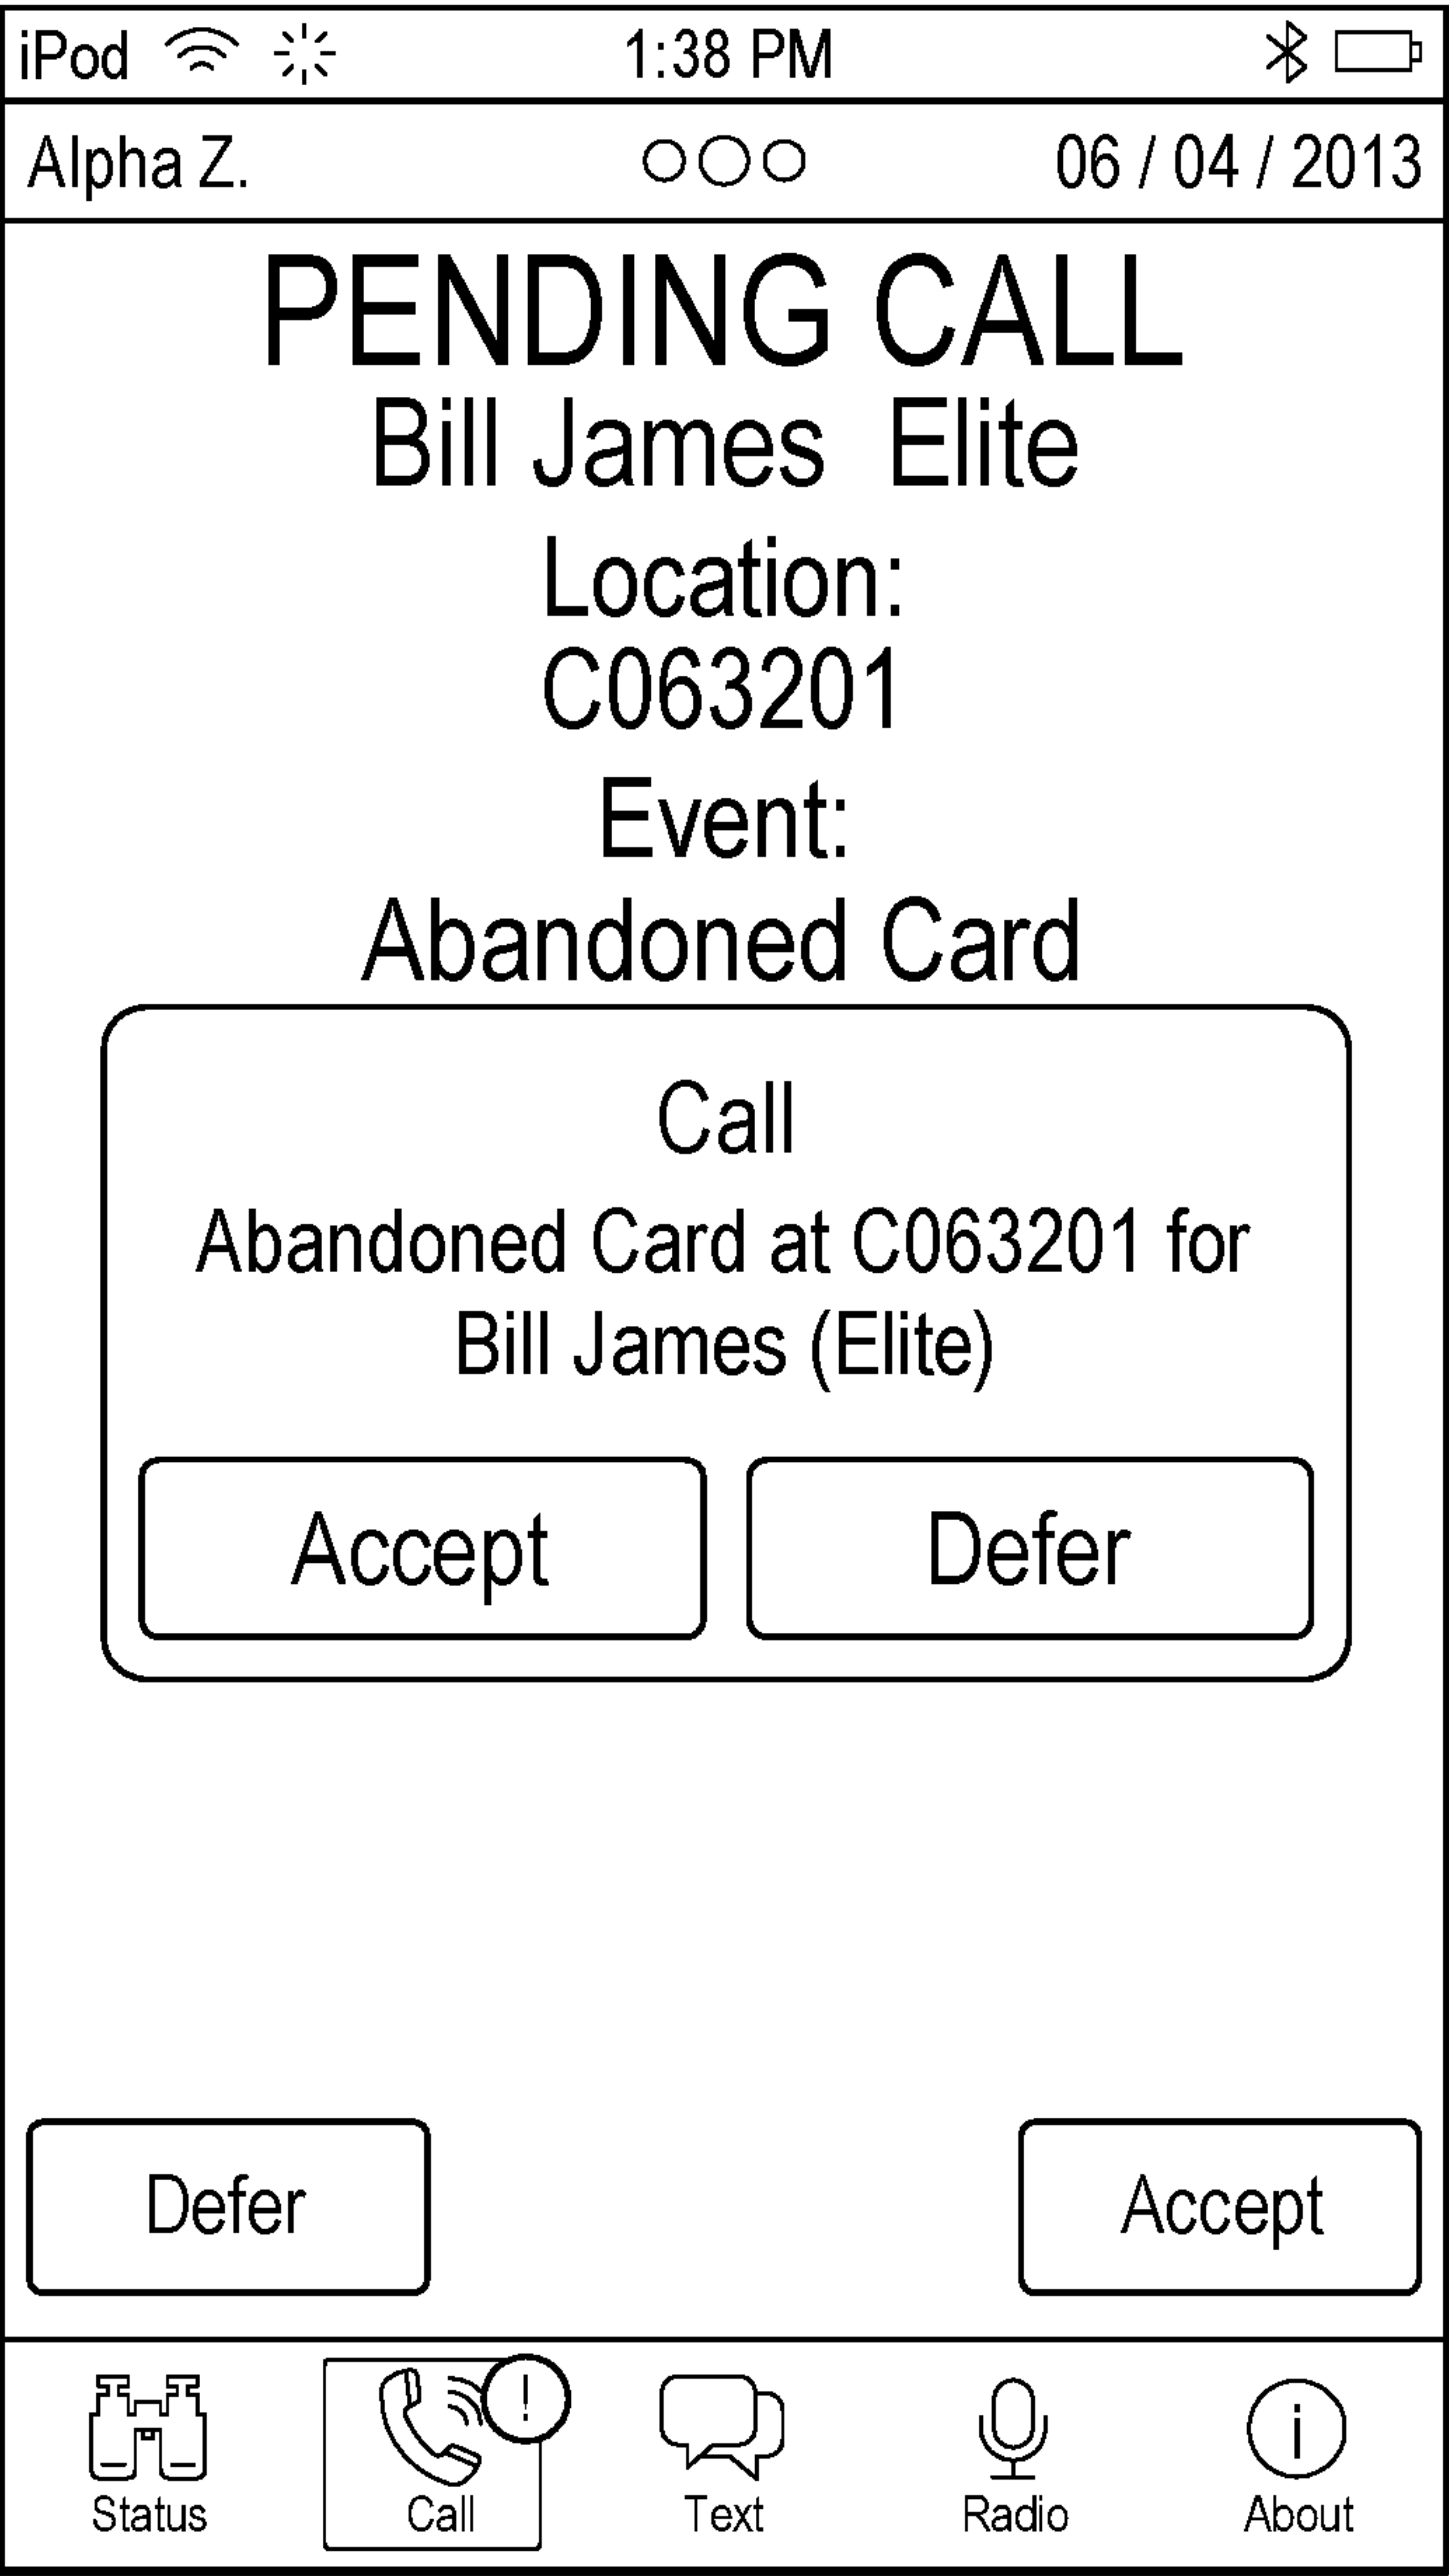 iPod 1:38 PM
Alpha Z. 06 / 04 / 2013
PENDING CALL
Bill James Elite
Location:
C063201
Event:
Abandoned Card
Call
Abandoned Card at C063201 for
Bill James (Elite)
Accept Defer
Defer Accept
!
i
Status Call Text Radio About